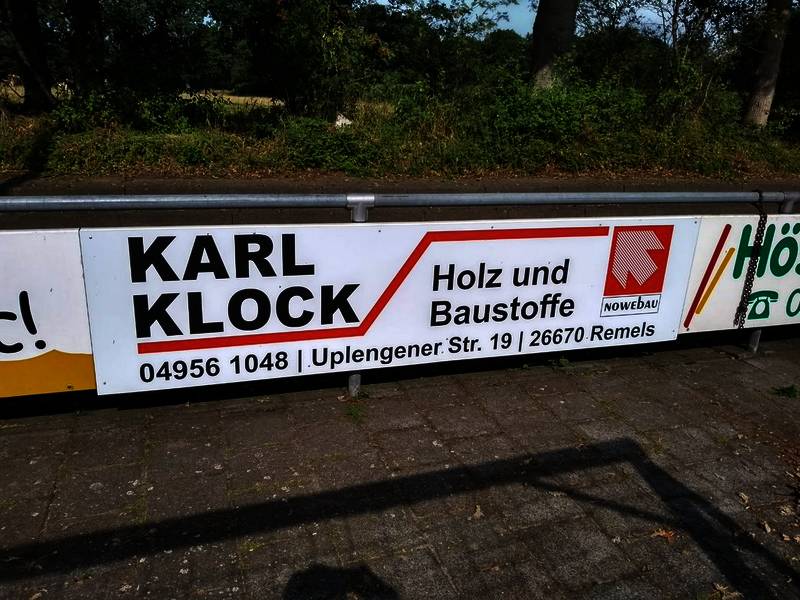 KARL
KLOCK
Holz und
Baustoffe
NOWEBAU
04956 1048 | Uplengener Str. 19 | 26670 Remels